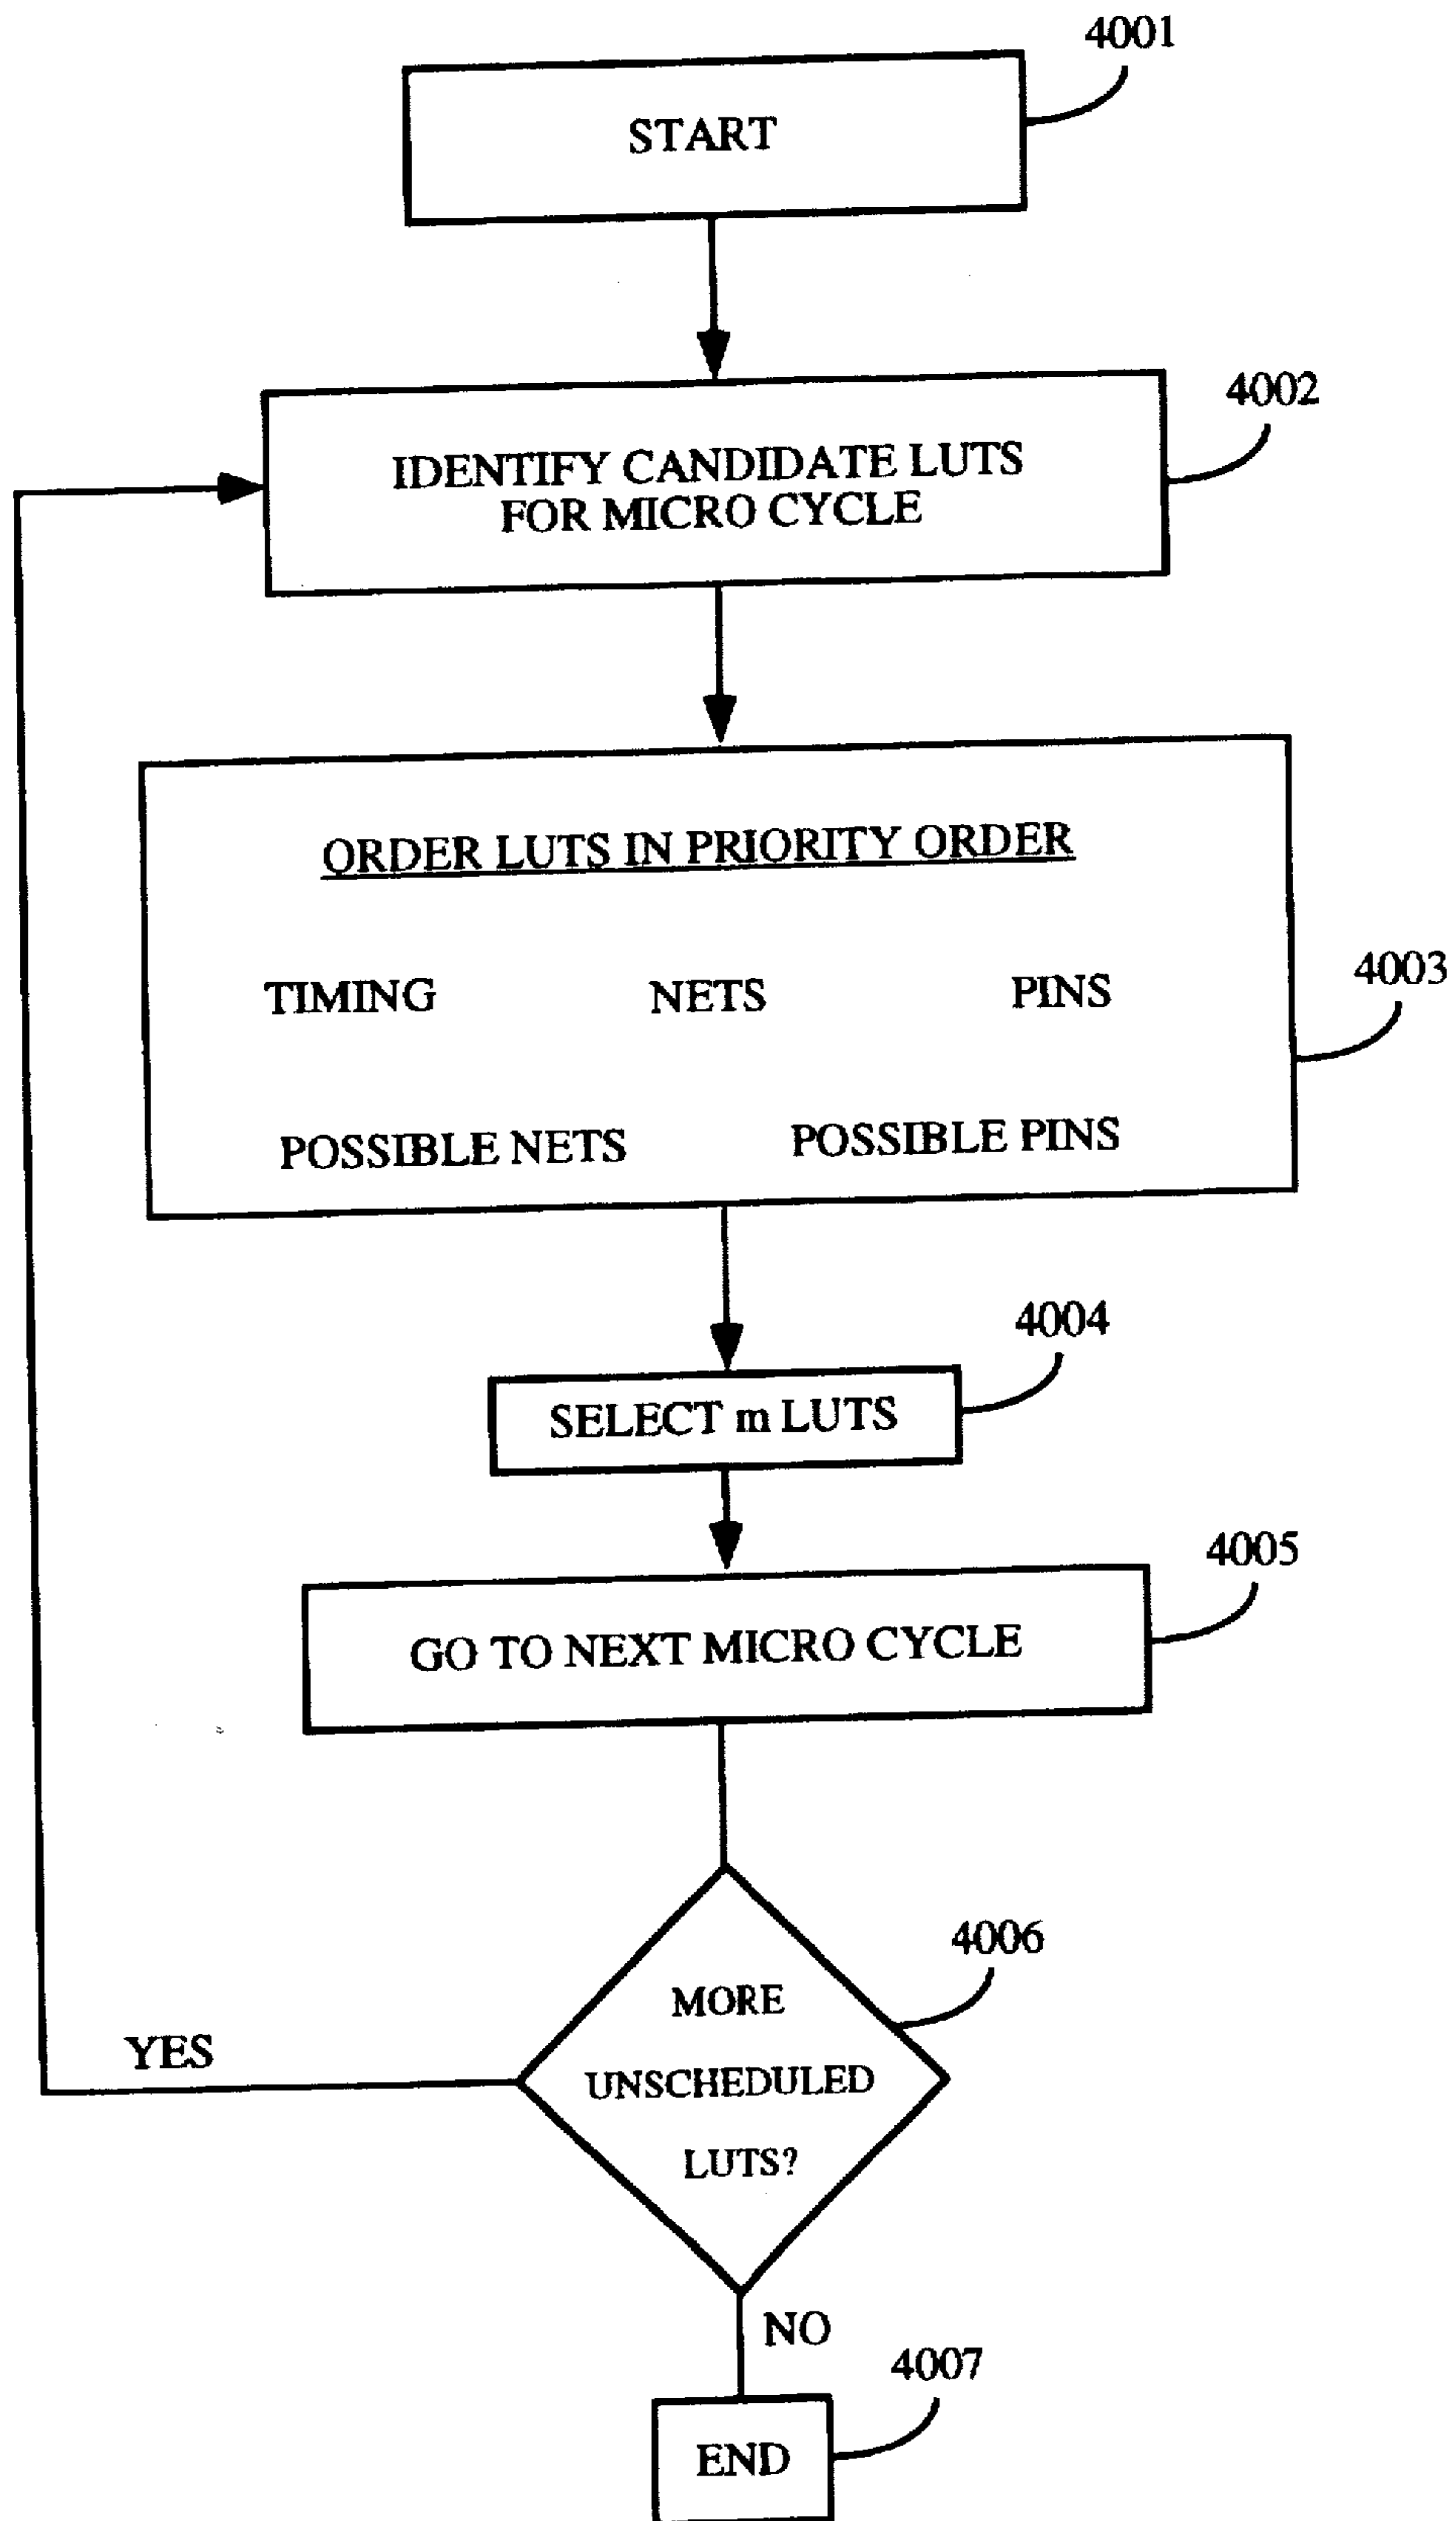 4001
START
4002
IDENTIFY CANDIDATE LUTS
FOR MICRO CYCLE
ORDER LUTS IN PRIORITY ORDER
4003
TIMING NETS PINS
POSSIBLE NETS POSSIBLE PINS
4004
SELECT m LUTS
4005
GO TO NEXT MICRO CYCLE
4006
MORE
UNSCHEDULED
LUTS?
YES
NO
4007
END